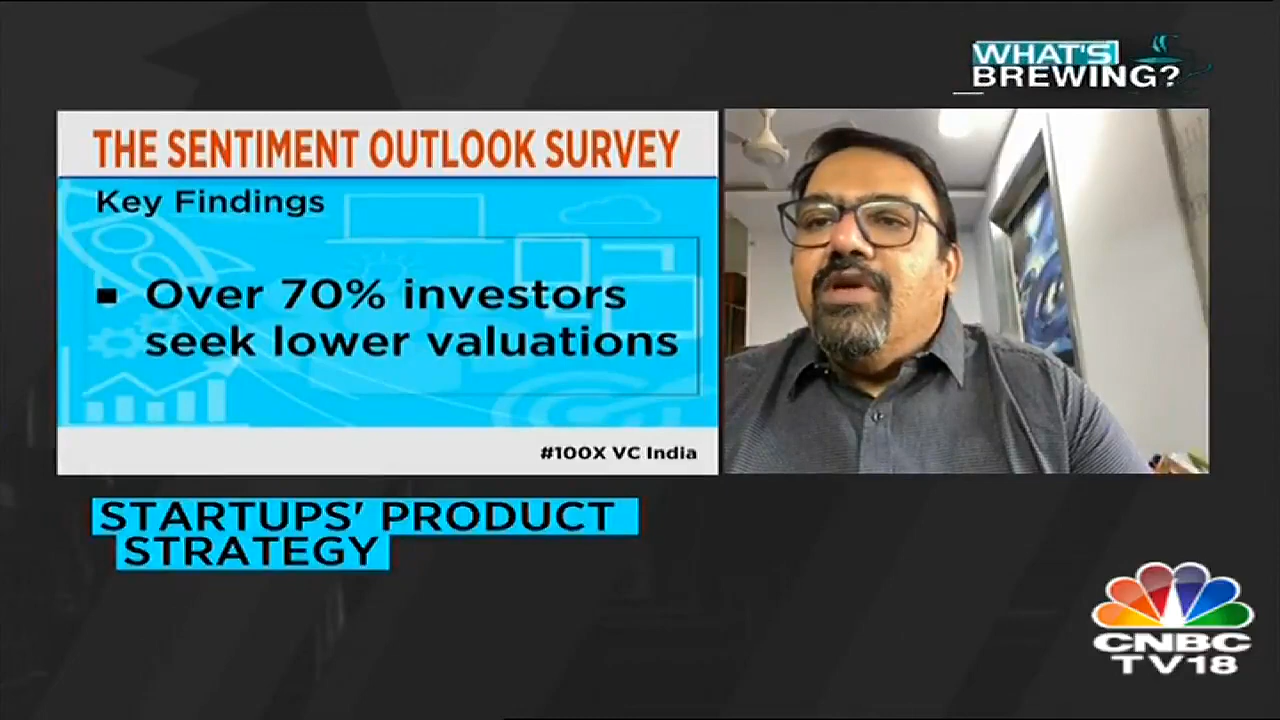 WHAT'S
BREWING?
THE SENTIMENT OUTLOOK SURVEY
Key Findings
▪ Over 70% investors
seek lower valuations
#100X VC India
STARTUPS' PRODUCT
STRATEGY
CNBC
TV18